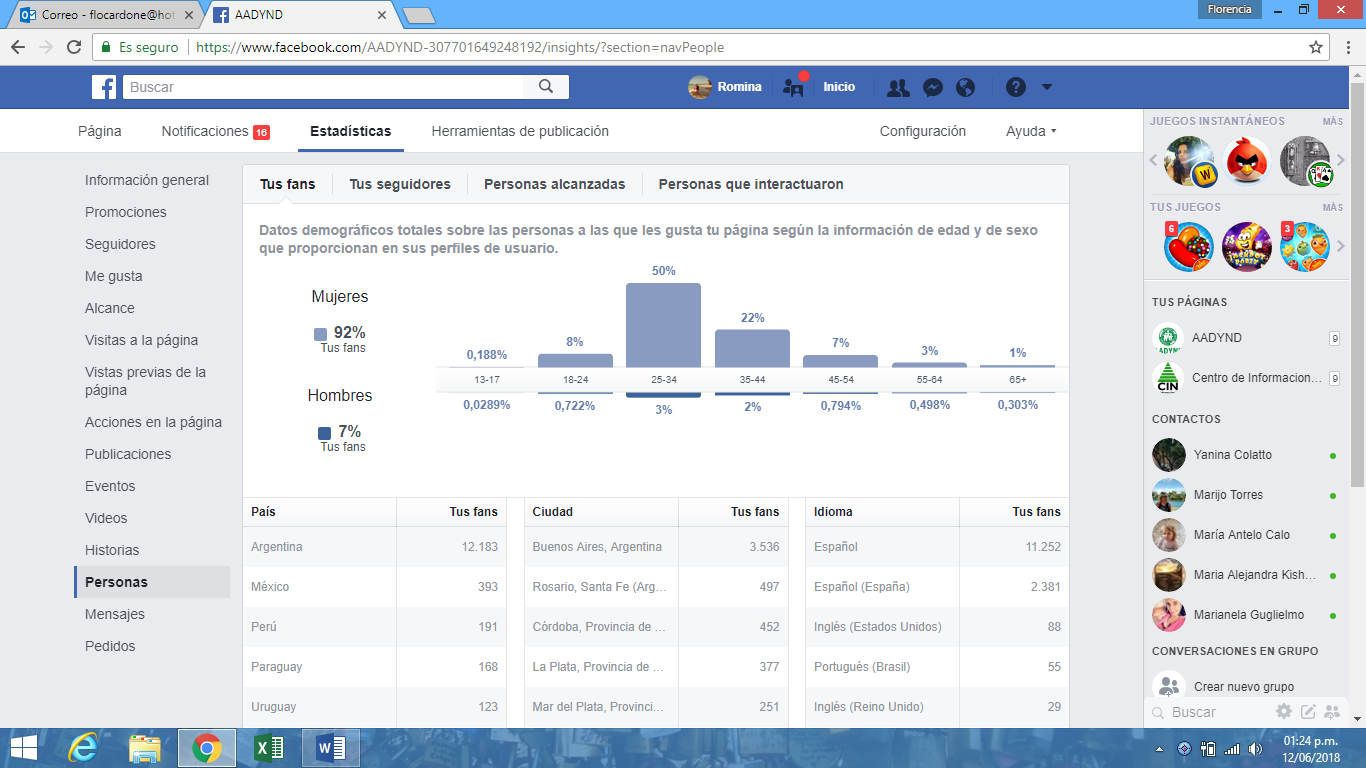 Correo - flocardone@hot
AADYND
Florencia
Es seguro
https://www.facebook.com/AADYND-307701649248192/insights/?section=navPeople
Buscar
Romina
Inicio
Página
Notificaciones 16
Estadísticas
Herramientas de publicación
Configuración
Ayuda
Información general
Promociones
Seguidores
Me gusta
Alcance
Visitas a la página
Vistas previas de la
página
Acciones en la página
Publicaciones
Eventos
Videos
Historias
Personas
Mensajes
Pedidos
Tus fans
Tus seguidores
Personas alcanzadas
Personas que interactuaron
Datos demográficos totales sobre las personas a las que les gusta tu página según la información de edad y de sexo
que proporcionan en sus perfiles de usuario.
Mujeres
92%
Tus fans
0,188% 8% 50% 22% 7% 3% 1%
13-17 18-24 25-34 35-44 45-54 55-64 65+
Hombres
7%
Tus fans
0,0289% 0,722% 3% 2% 0,794% 0,498% 0,303%
País Tus fans
Argentina 12.183
México 393
Perú 191
Paraguay 168
Uruguay 123
Ciudad Tus fans
Buenos Aires, Argentina 3.536
Rosario, Santa Fe (Arg... 497
Córdoba, Provincia de ... 452
La Plata, Provincia de ... 377
Mar del Plata, Provinci... 251
Idioma Tus fans
Español 11.252
Español (España) 2.381
Inglés (Estados Unidos) 88
Portugués (Brasil) 55
Inglés (Reino Unido) 29
JUEGOS INSTANTÁNEOS MÁS
W
TUS JUEGOS MÁS
6
3
TUS PÁGINAS
AADYND 9
CIN
Centro de Informacion... 9
CONTACTOS
Yanina Colatto
Marijo Torres
María Antelo Calo
Maria Alejandra Kish...
Marianela Guglielmo
CONVERSACIONES EN GRUPO
Crear nuevo grupo
Buscar
01:24 p.m.
12/06/2018